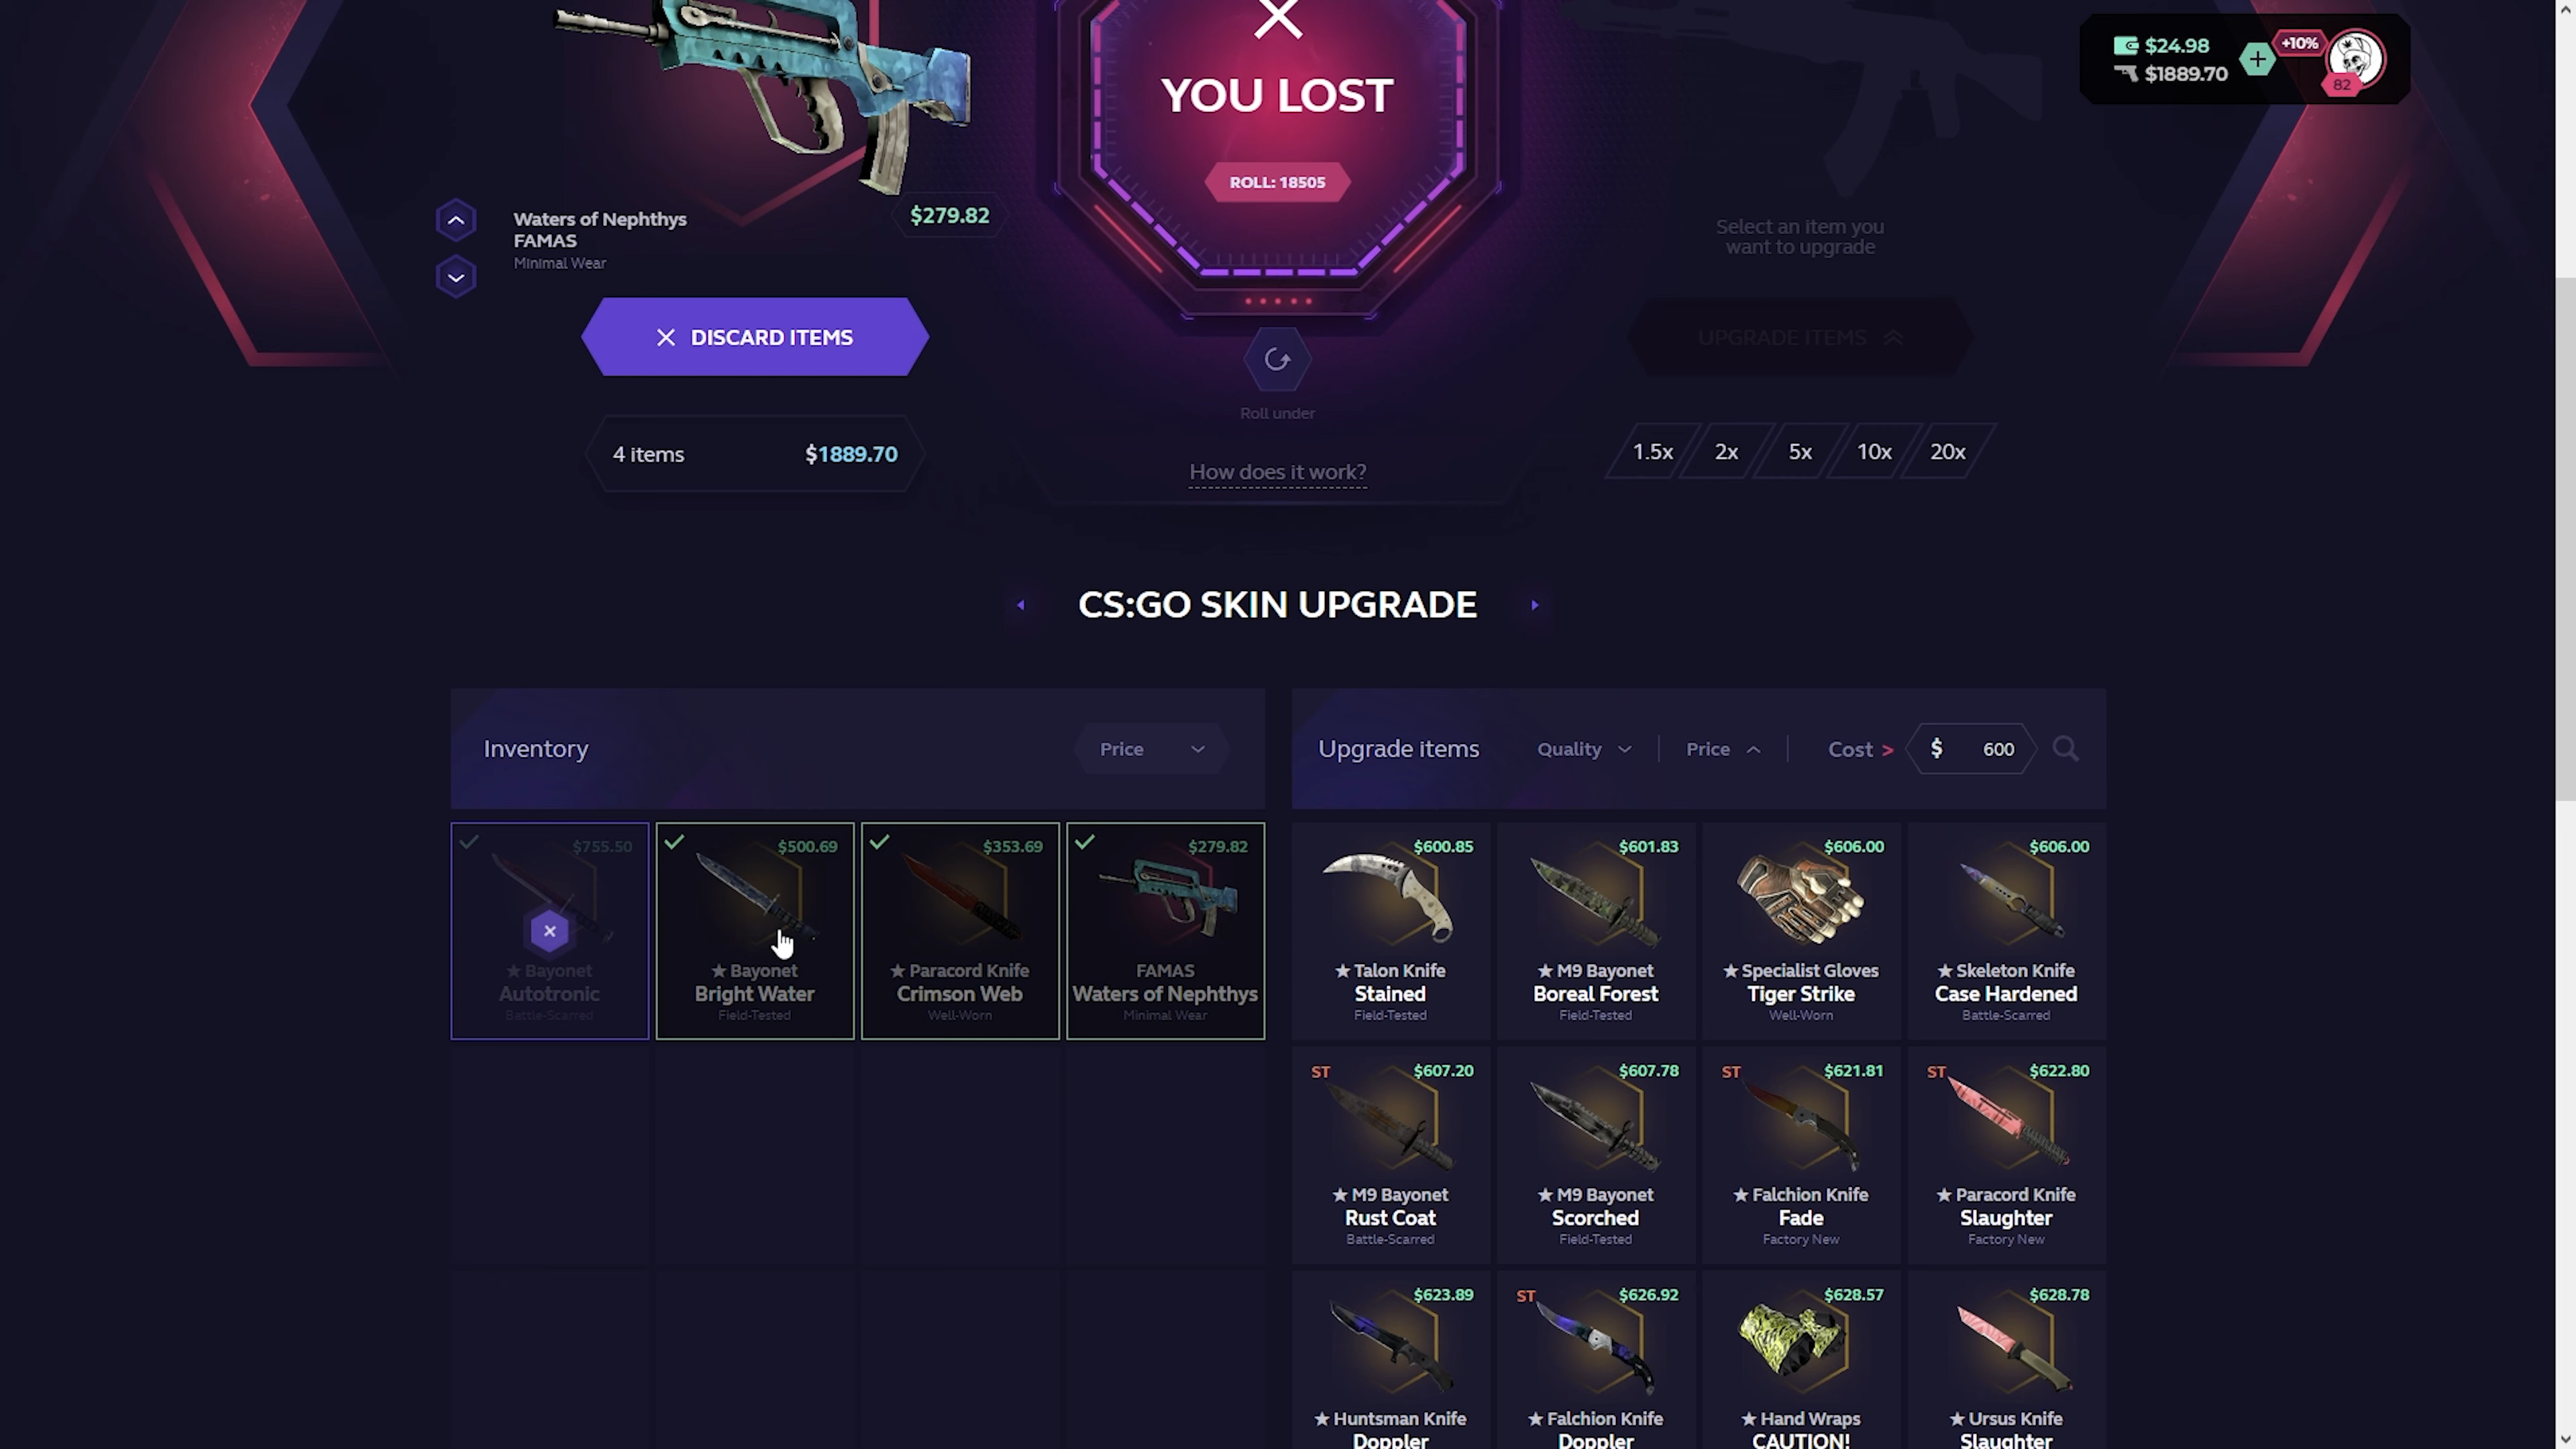 $24.98
$1889.70
+10%
82
YOU LOST
ROLL: 18505
Waters of Nephthys
FAMAS
Minimal Wear
$279.82
Select an item you
want to upgrade
DISCARD ITEMS
UPGRADE ITEMS
Roll under
4 items $1889.70
How does it work?
1.5x 2x 5x 10x 20x
CS:GO SKIN UPGRADE
Inventory
Price
Upgrade items
Quality
Price
Cost >
$ 600
$755.50
★ Bayonet
Autotronic
Battle-Scarred
$500.69
★ Bayonet
Bright Water
Field-Tested
$353.69
★ Paracord Knife
Crimson Web
Well-Worn
$279.82
FAMAS
Waters of Nephthys
Minimal Wear
$600.85
★ Talon Knife
Stained
Field-Tested
$601.83
★ M9 Bayonet
Boreal Forest
Field-Tested
$606.00
★ Specialist Gloves
Tiger Strike
Well-Worn
$606.00
★ Skeleton Knife
Case Hardened
Battle-Scarred
ST $607.20
★ M9 Bayonet
Rust Coat
Battle-Scarred
$607.78
★ M9 Bayonet
Scorched
Field-Tested
ST $621.81
★ Falchion Knife
Fade
Factory New
ST $622.80
★ Paracord Knife
Slaughter
Factory New
$623.89
★ Huntsman Knife
Doppler
ST $626.92
★ Falchion Knife
Doppler
$628.57
★ Hand Wraps
CAUTION!
$628.78
★ Ursus Knife
Slaughter